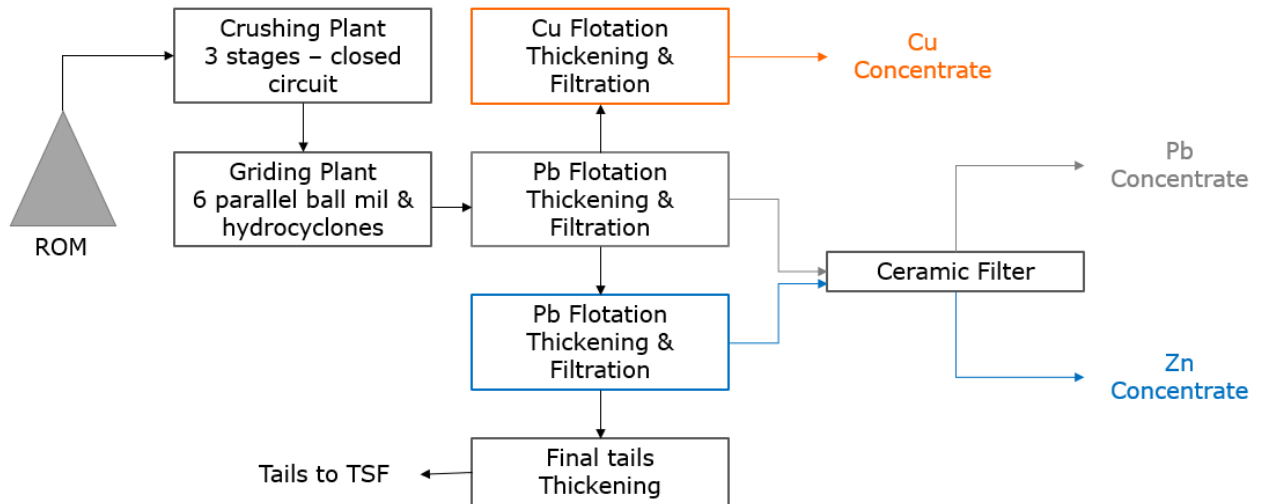 Crushing Plant
3 stages – closed
circuit
Cu Flotation
Thickening &
Filtration
Cu
Concentrate
Griding Plant
6 parallel ball mil &
hydrocyclones
Pb Flotation
Thickening &
Filtration
Pb
Concentrate
ROM
Ceramic Filter
Pb Flotation
Thickening &
Filtration
Zn
Concentrate
Final tails
Thickening
Tails to TSF